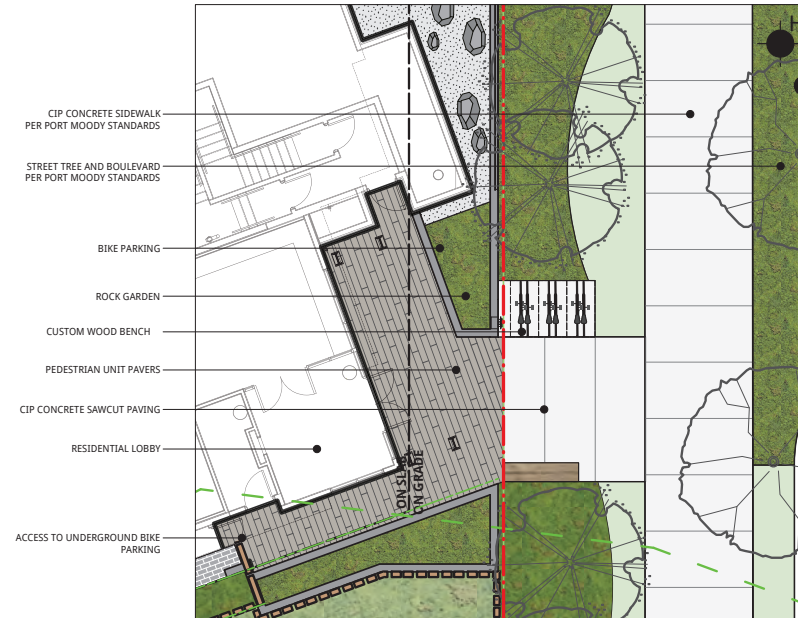 CIP CONCRETE SIDEWALK
PER PORT MOODY STANDARDS
STREET TREE AND BOULEVARD
PER PORT MOODY STANDARDS
BIKE PARKING
ROCK GARDEN
CUSTOM WOOD BENCH
PEDESTRIAN UNIT PAVERS
CIP CONCRETE SAWCUT PAVING
RESIDENTIAL LOBBY
ACCESS TO UNDERGROUND BIKE
PARKING
ON SLAB
ON GRADE